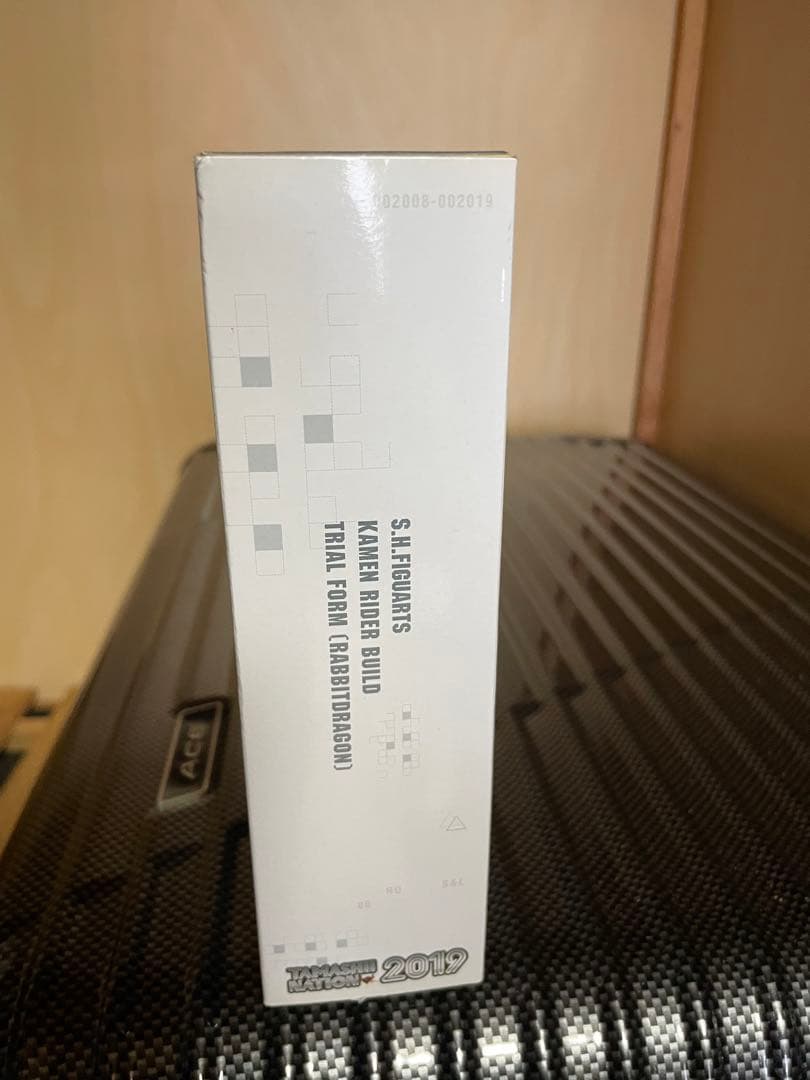 002008-002019
S.H.FIGUARTS
KAMEN RIDER BUILD
TRIAL FORM (RABBITDRAGON)
ACE
TAMASHII
NATION
2019